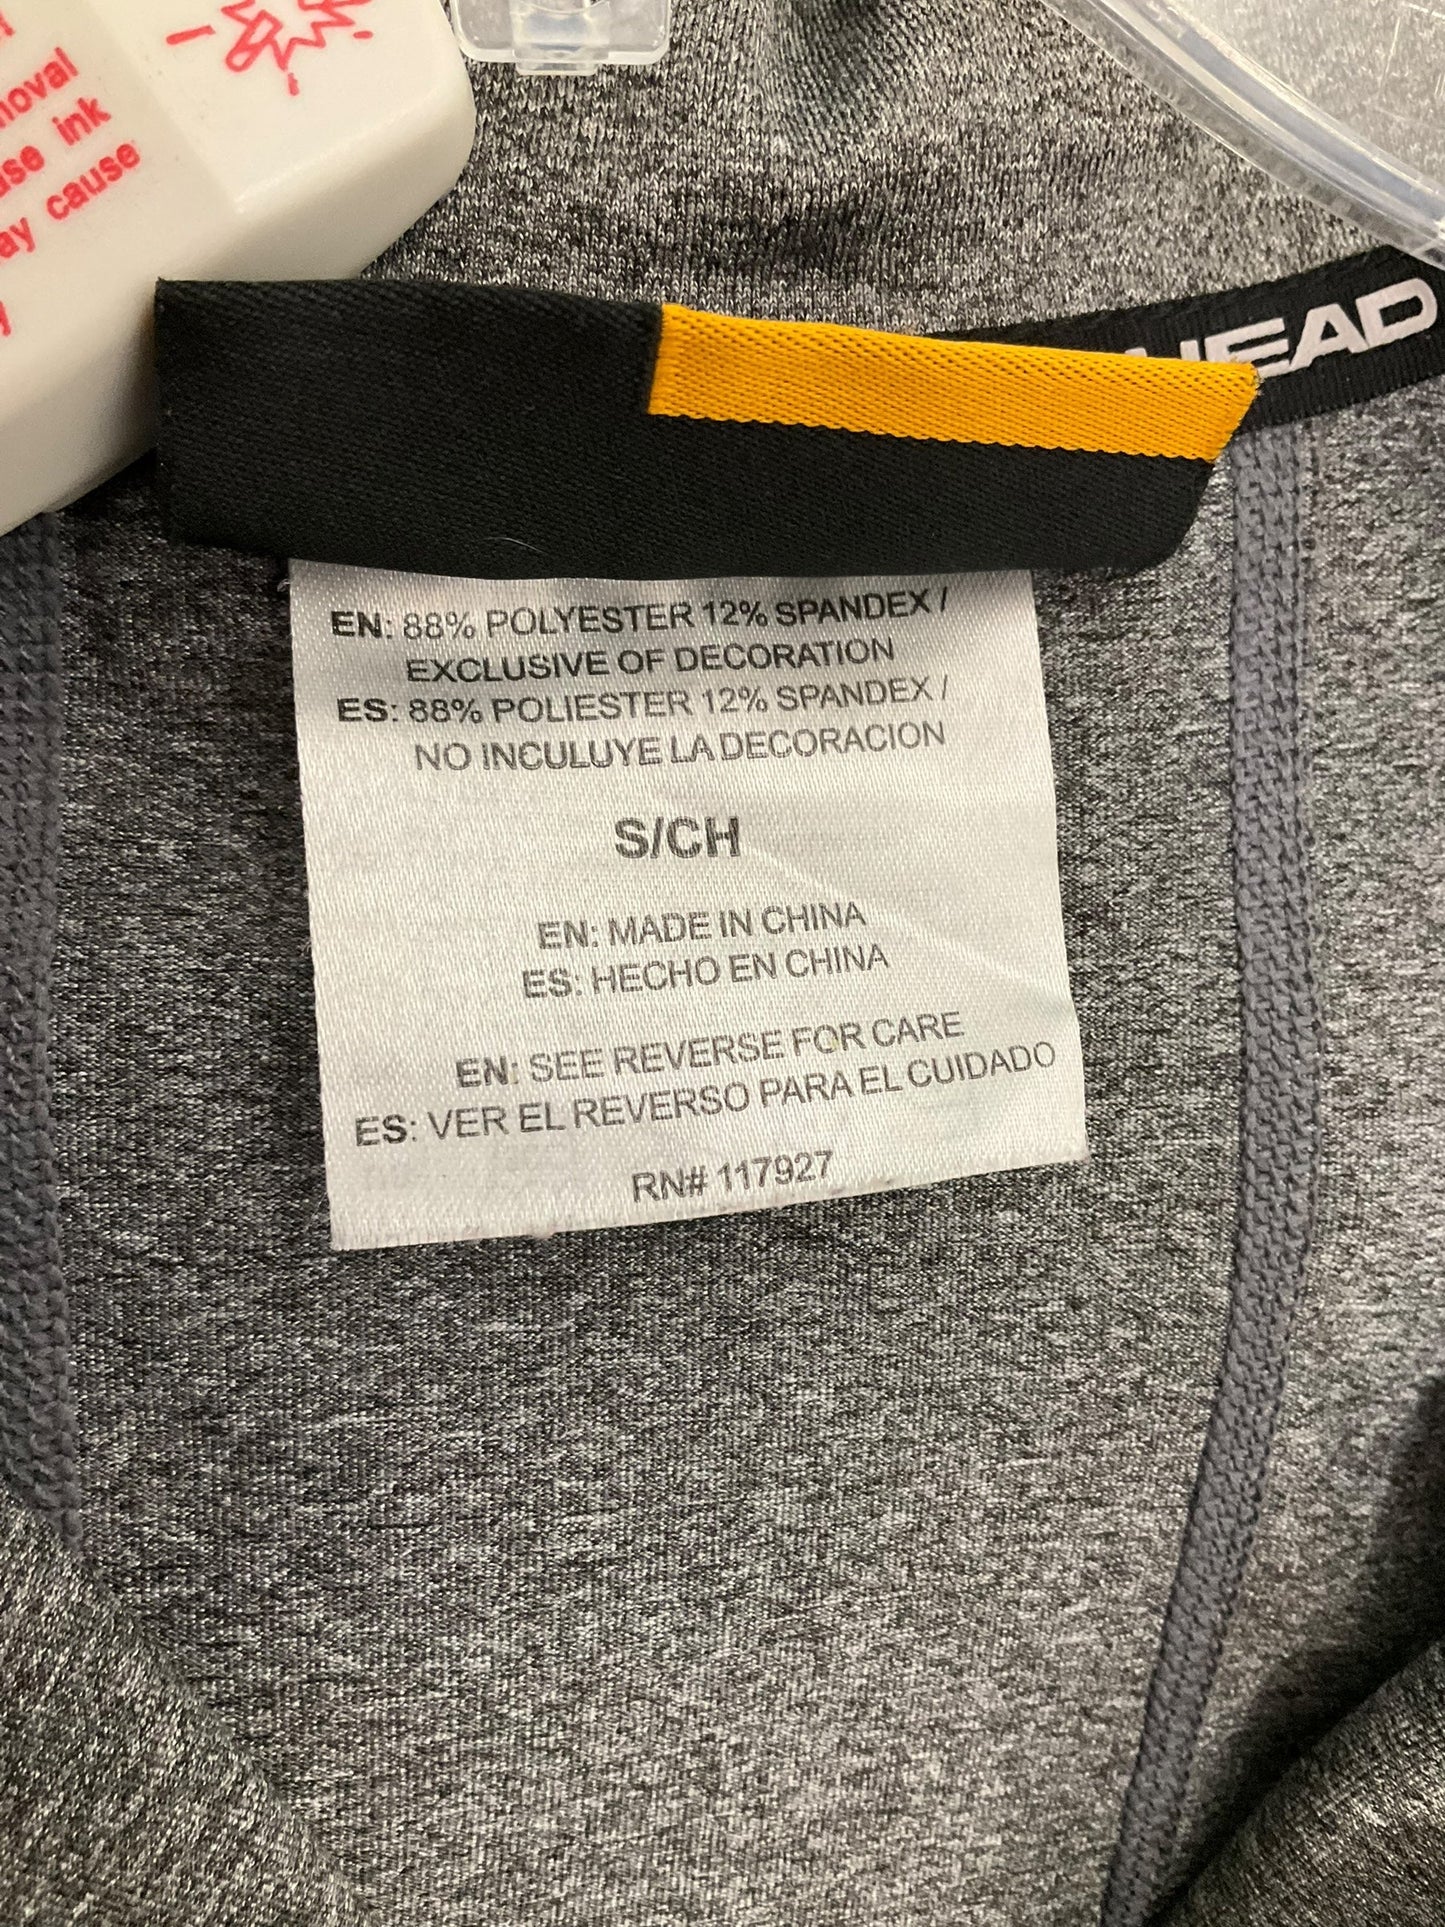 moval
ink
ay cause
HEAD
EN: 88% POLYESTER 12% SPANDEX /
EXCLUSIVE OF DECORATION
ES: 88% POLIESTER 12% SPANDEX /
NO INCULUYE LA DECORACION
S/CH
EN: MADE IN CHINA
ES: HECHO EN CHINA
EN: SEE REVERSE FOR CARE
ES: VER EL REVERSO PARA EL CUIDADO
RN# 117927